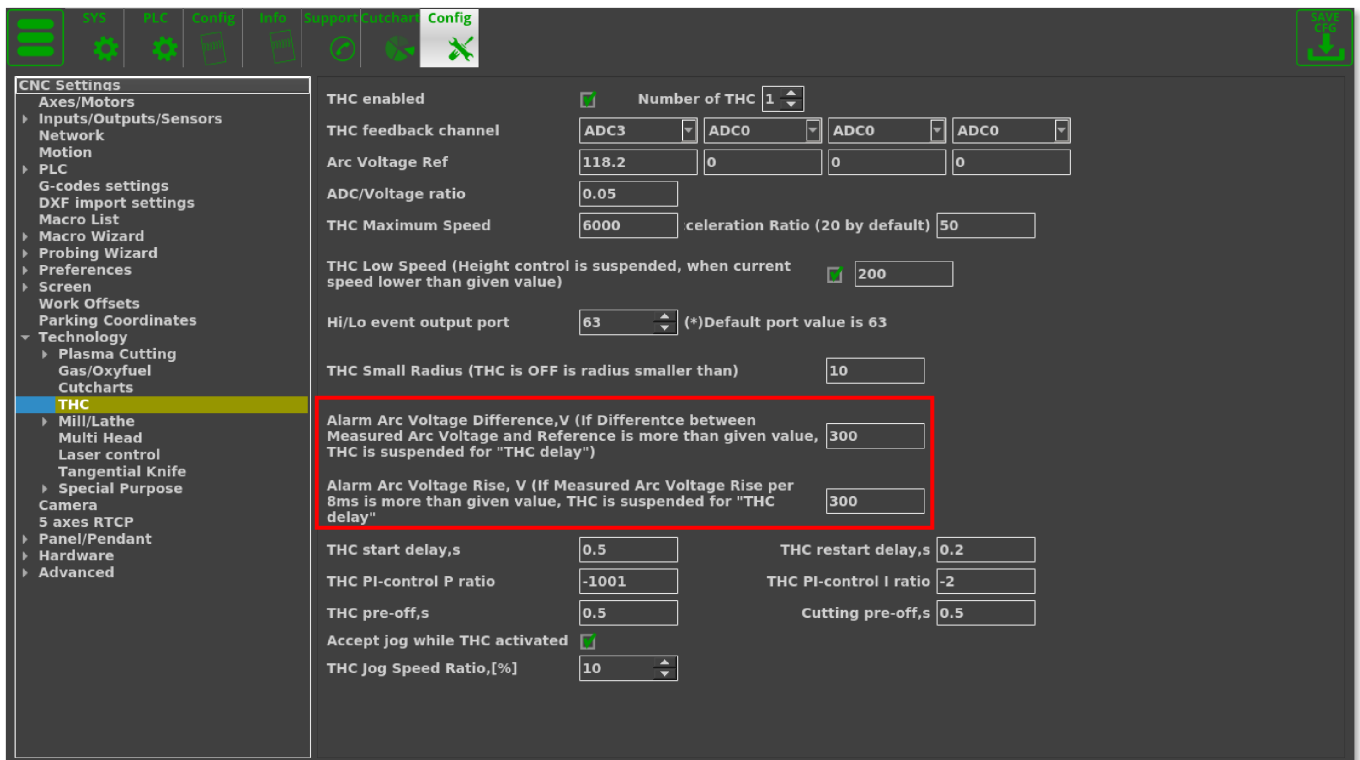 SYS PLC Config Info Support Cutchart Config
SAVE
CFG
CNC Settings
Axes/Motors
Inputs/Outputs/Sensors
Network
Motion
PLC
G-codes settings
DXF import settings
Macro List
Macro Wizard
Probing Wizard
Preferences
Screen
Work Offsets
Parking Coordinates
Technology
Plasma Cutting
Gas/Oxyfuel
Cutcharts
THC
Mill/Lathe
Multi Head
Laser control
Tangential Knife
Special Purpose
Camera
5 axes RTCP
Panel/Pendant
Hardware
Advanced
THC enabled Number of THC 1
THC feedback channel ADC3 ADC0 ADC0 ADC0
Arc Voltage Ref 118.2 0 0 0
ADC/Voltage ratio 0.05
THC Maximum Speed 6000 celeration Ratio (20 by default) 50
THC Low Speed (Height control is suspended, when current
speed lower than given value) 200
Hi/Lo event output port 63 (*)Default port value is 63
THC Small Radius (THC is OFF is radius smaller than) 10
Alarm Arc Voltage Difference,V (If Differentce between
Measured Arc Voltage and Reference is more than given value, 300
THC is suspended for "THC delay")
Alarm Arc Voltage Rise, V (If Measured Arc Voltage Rise per
8ms is more than given value, THC is suspended for "THC 300
delay"
THC start delay,s 0.5 THC restart delay,s 0.2
THC PI-control P ratio -1001 THC PI-control I ratio -2
THC pre-off,s 0.5 Cutting pre-off,s 0.5
Accept jog while THC activated
THC Jog Speed Ratio,[%] 10